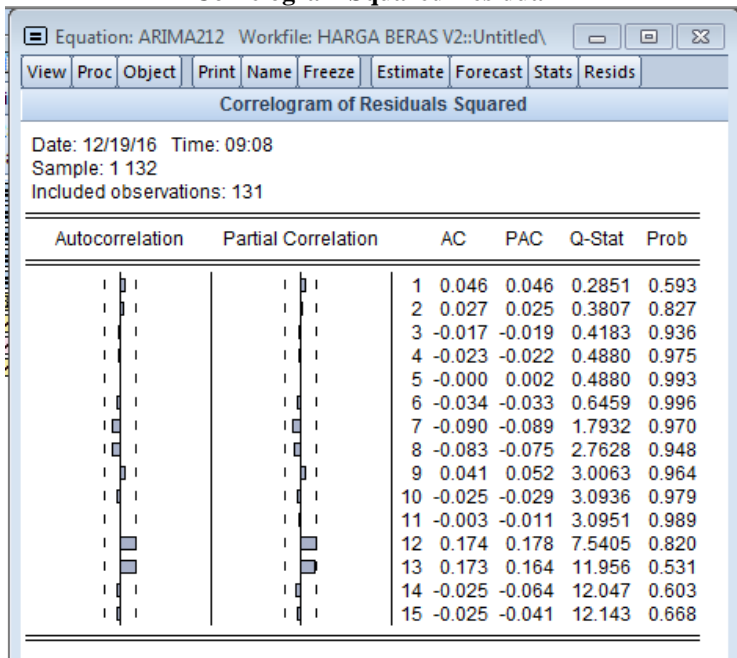 Equation: ARIMA212 Workfile: HARGA BERAS V2::Untitled\
View Proc Object Print Name Freeze Estimate Forecast Stats Resids
Correlogram of Residuals Squared
Date: 12/19/16 Time: 09:08
Sample: 1 132
Included observations: 131
Autocorrelation Partial Correlation AC PAC Q-Stat Prob
1 0.046 0.046 0.2851 0.593
2 0.027 0.025 0.3807 0.827
3 -0.017 -0.019 0.4183 0.936
4 -0.023 -0.022 0.4880 0.975
5 -0.000 0.002 0.4880 0.993
6 -0.034 -0.033 0.6459 0.996
7 -0.090 -0.089 1.7932 0.970
8 -0.083 -0.075 2.7628 0.948
9 0.041 0.052 3.0063 0.964
10 -0.025 -0.029 3.0936 0.979
11 -0.003 -0.011 3.0951 0.989
12 0.174 0.178 7.5405 0.820
13 0.173 0.164 11.956 0.531
14 -0.025 -0.064 12.047 0.603
15 -0.025 -0.041 12.143 0.668